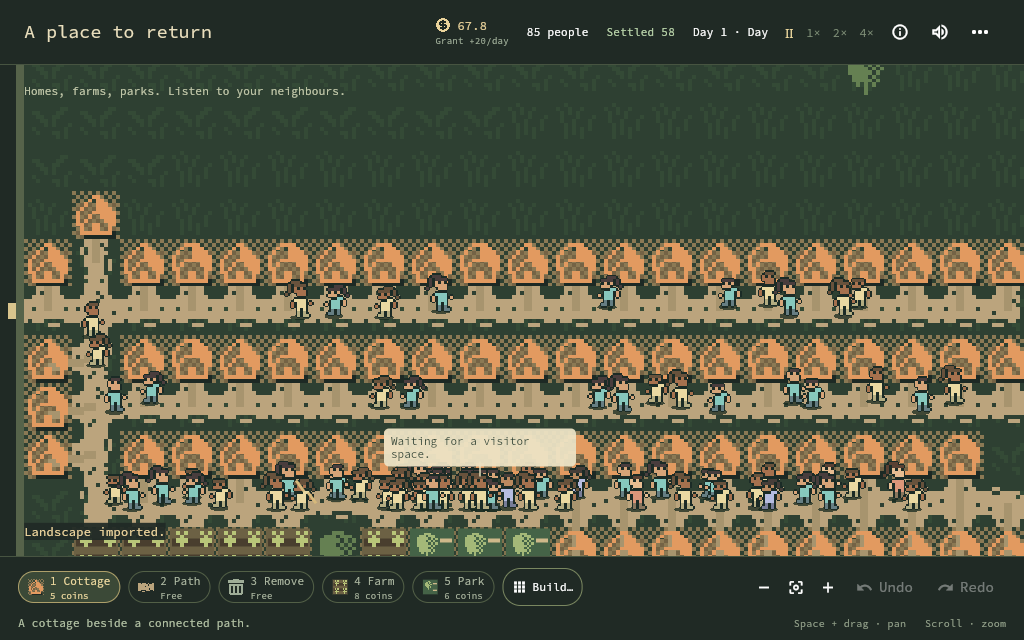 A place to return
67.8
Grant +20/day
85 people
Settled 58
Day 1 · Day
1×
2×
4×
Homes, farms, parks. Listen to your neighbours.
Waiting for a visitor
space.
Landscape imported.
1 Cottage
5 coins
2 Path
Free
3 Remove
Free
4 Farm
8 coins
5 Park
6 coins
Build…
Undo
Redo
A cottage beside a connected path.
Space + drag · pan
Scroll · zoom